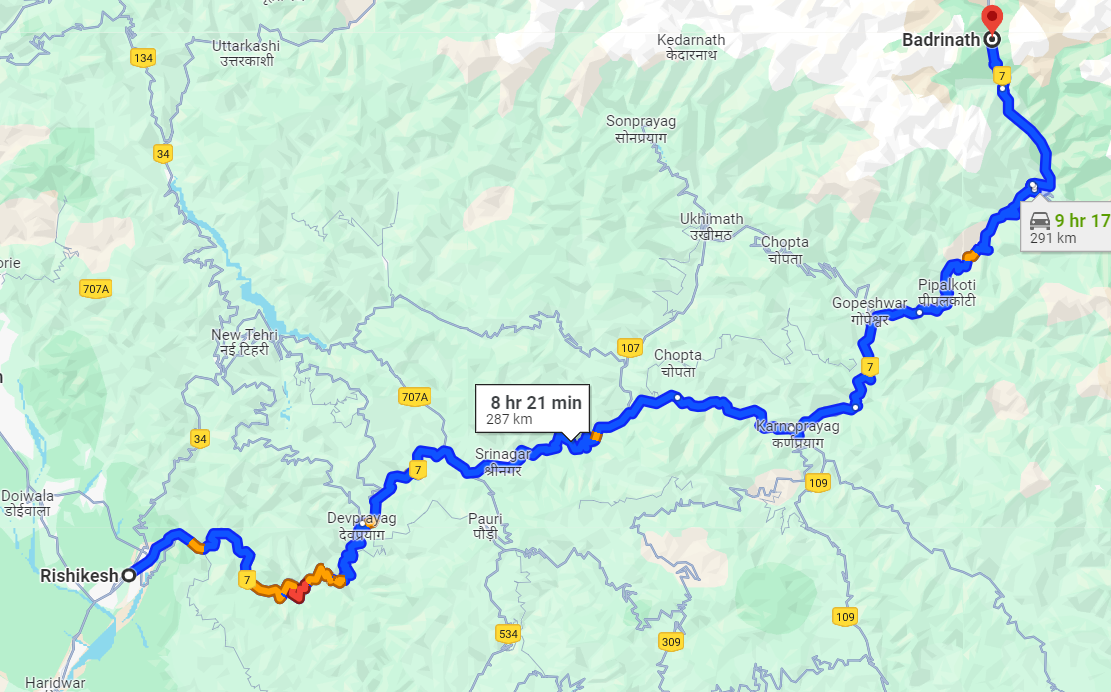 Uttarkashi
उत्तरकाशी
134
Kedarnath
केदारनाथ
Badrinath
7
34
Sonprayag
सोनप्रयाग
9 hr 17
291 km
Ukhimath
उखीमठ
Chopta
चोपता
707A
Pipalkoti
पीपलकोटी
Gopeshwar
गोपेश्वर
New Tehri
नई टिहरी
107
Chopta
चोपता
7
707A
8 hr 21 min
287 km
34
Karnaprayag
कर्णप्रयाग
7
Srinagar
श्रीनगर
109
Doiwala
डोईवाला
Devprayag
देवप्रयाग
Pauri
पौड़ी
Rishikesh
7
534
309
109
Haridwar